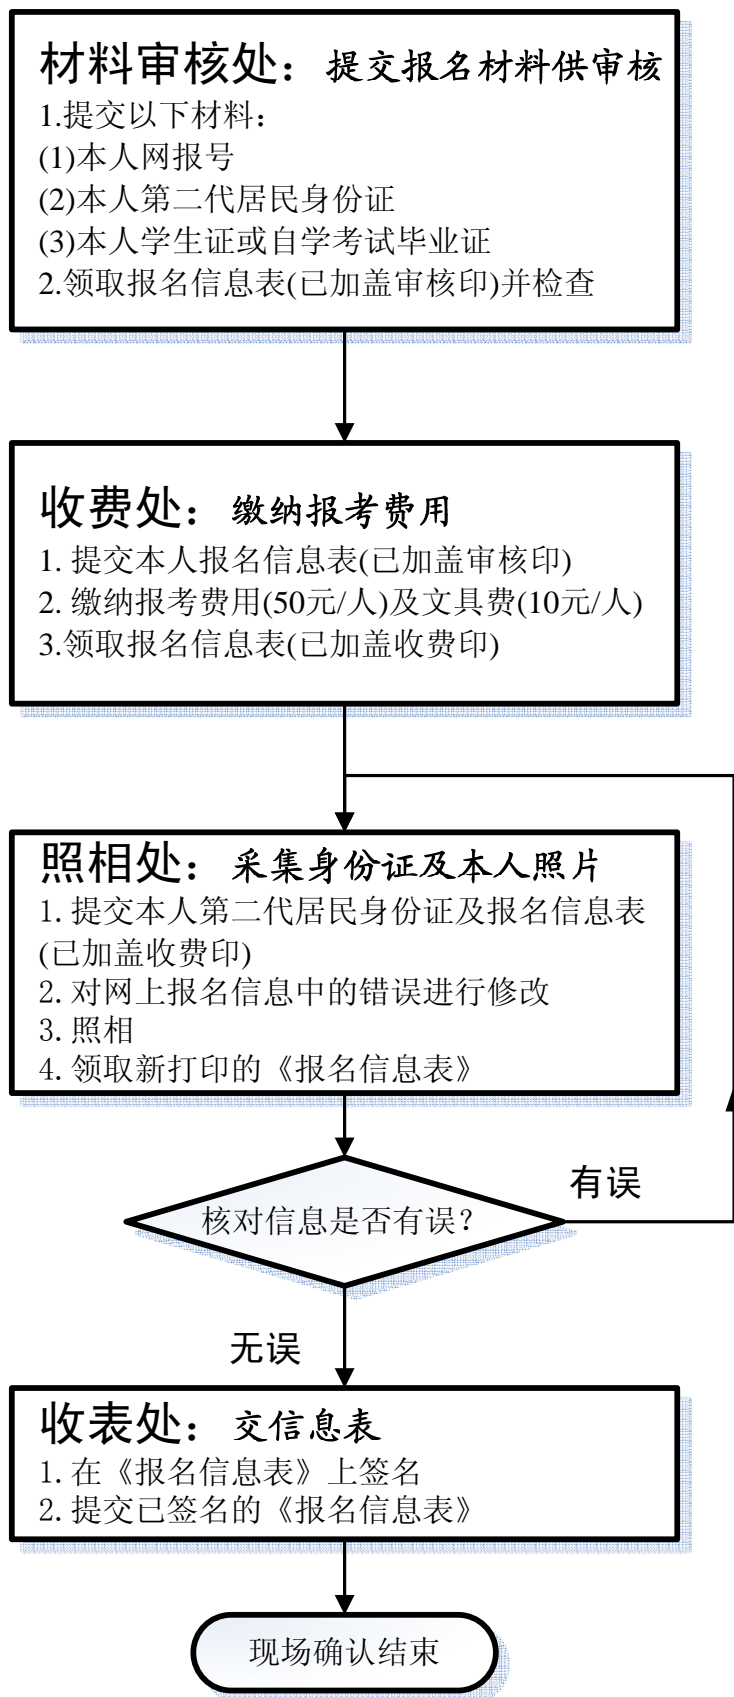 材料审核处：提交报名材料供审核
1.提交以下材料：
(1)本人网报号
(2)本人第二代居民身份证
(3)本人学生证或自学考试毕业证
2.领取报名信息表(已加盖审核印)并检查
收费处：缴纳报考费用
1. 提交本人报名信息表(已加盖审核印)
2. 缴纳报考费用(50元/人)及文具费(10元/人)
3.领取报名信息表(已加盖收费印)
照相处：采集身份证及本人照片
1. 提交本人第二代居民身份证及报名信息表
(已加盖收费印)
2. 对网上报名信息中的错误进行修改
3. 照相
4. 领取新打印的《报名信息表》
有误
核对信息是否有误？
无误
收表处：交信息表
1. 在《报名信息表》上签名
2. 提交已签名的《报名信息表》
现场确认结束